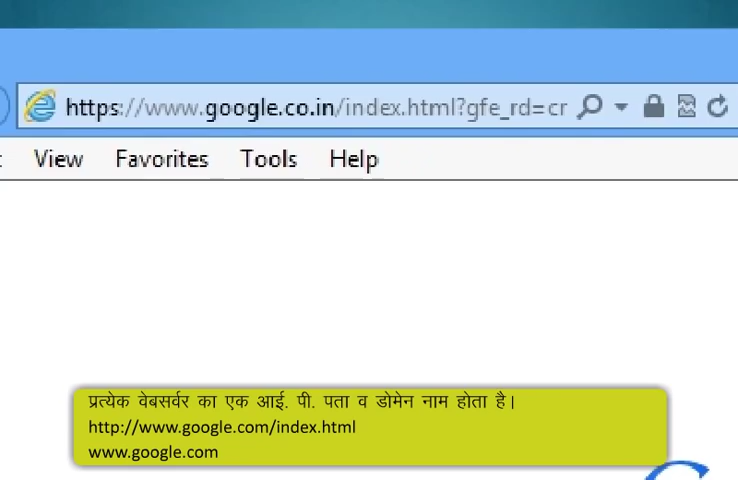 https://www.google.co.in/index.html?gfe_rd=cr
View Favorites Tools Help
प्रत्येक वेबसर्वर का एक आई. पी. पता व डोमेन नाम होता है।
http://www.google.com/index.html
www.google.com